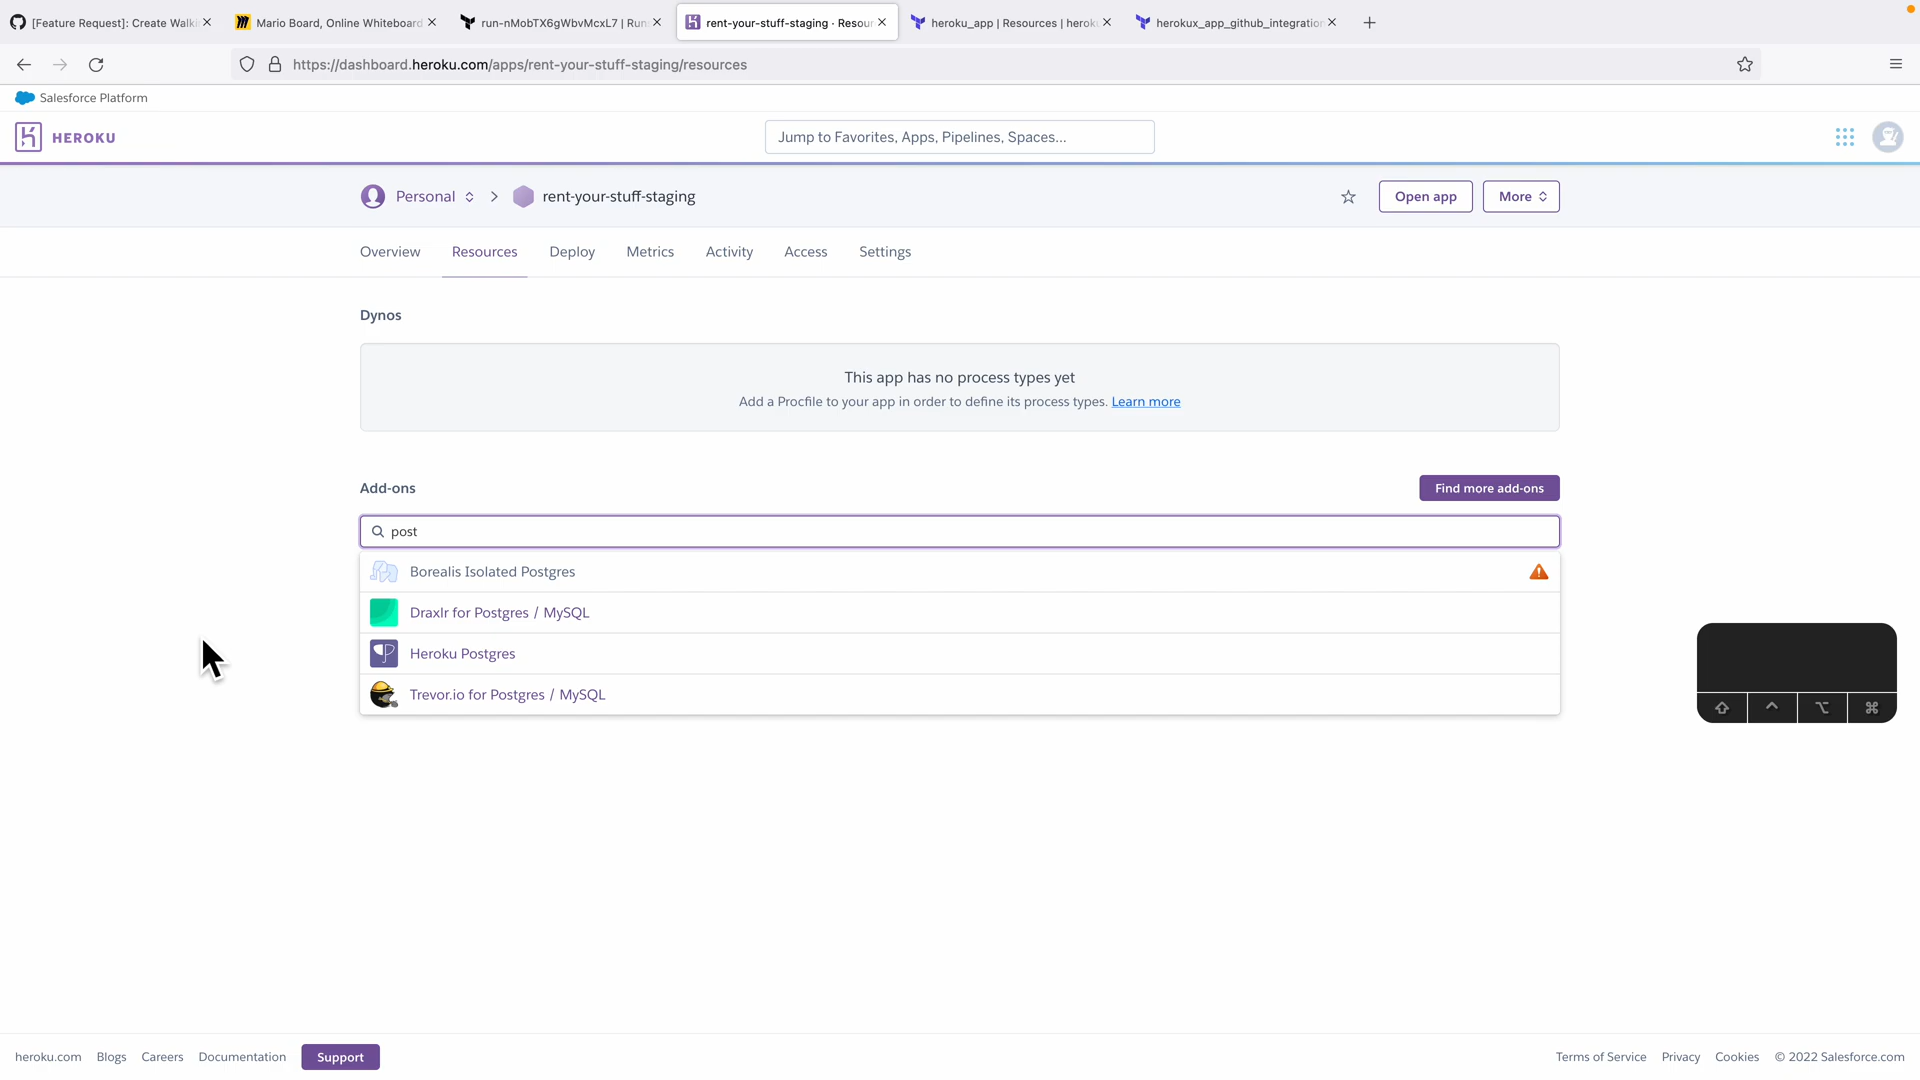 [Feature Request]: Create Walki
Mario Board, Online Whiteboard
run-nMobTX6gWbvMcxL7 | Run
rent-your-stuff-staging · Resour
heroku_app | Resources | herok
herokux_app_github_integration
https://dashboard.heroku.com/apps/rent-your-stuff-staging/resources
Salesforce Platform
HEROKU
Jump to Favorites, Apps, Pipelines, Spaces...
Personal
rent-your-stuff-staging
Open app
More
Overview
Resources
Deploy
Metrics
Activity
Access
Settings
Dynos
This app has no process types yet
Add a Procfile to your app in order to define its process types. Learn more
Add-ons
Find more add-ons
post
Borealis Isolated Postgres
Draxlr for Postgres / MySQL
Heroku Postgres
Trevor.io for Postgres / MySQL
heroku.com
Blogs
Careers
Documentation
Support
Terms of Service
Privacy
Cookies
© 2022 Salesforce.com